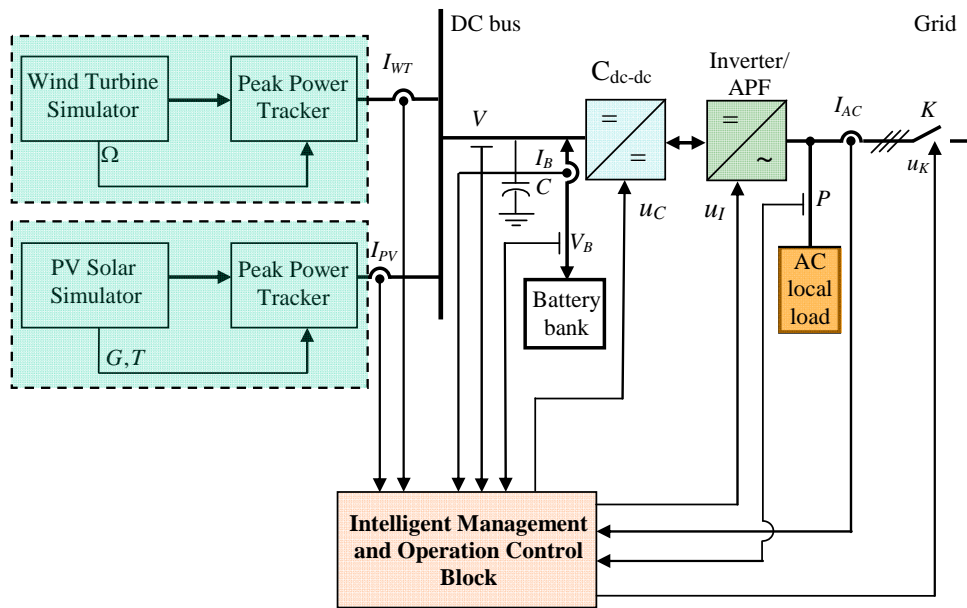 DC bus
Grid
Wind Turbine
Simulator
Peak Power
Tracker
Ω
I_WT
V
I_B
C
C_dc-dc
=
=
Inverter/
APF
=
~
I_AC
K
u_K
u_C
u_I
P
V_B
Battery
bank
AC
local
load
PV Solar
Simulator
Peak Power
Tracker
G,T
I_PV
Intelligent Management
and Operation Control
Block